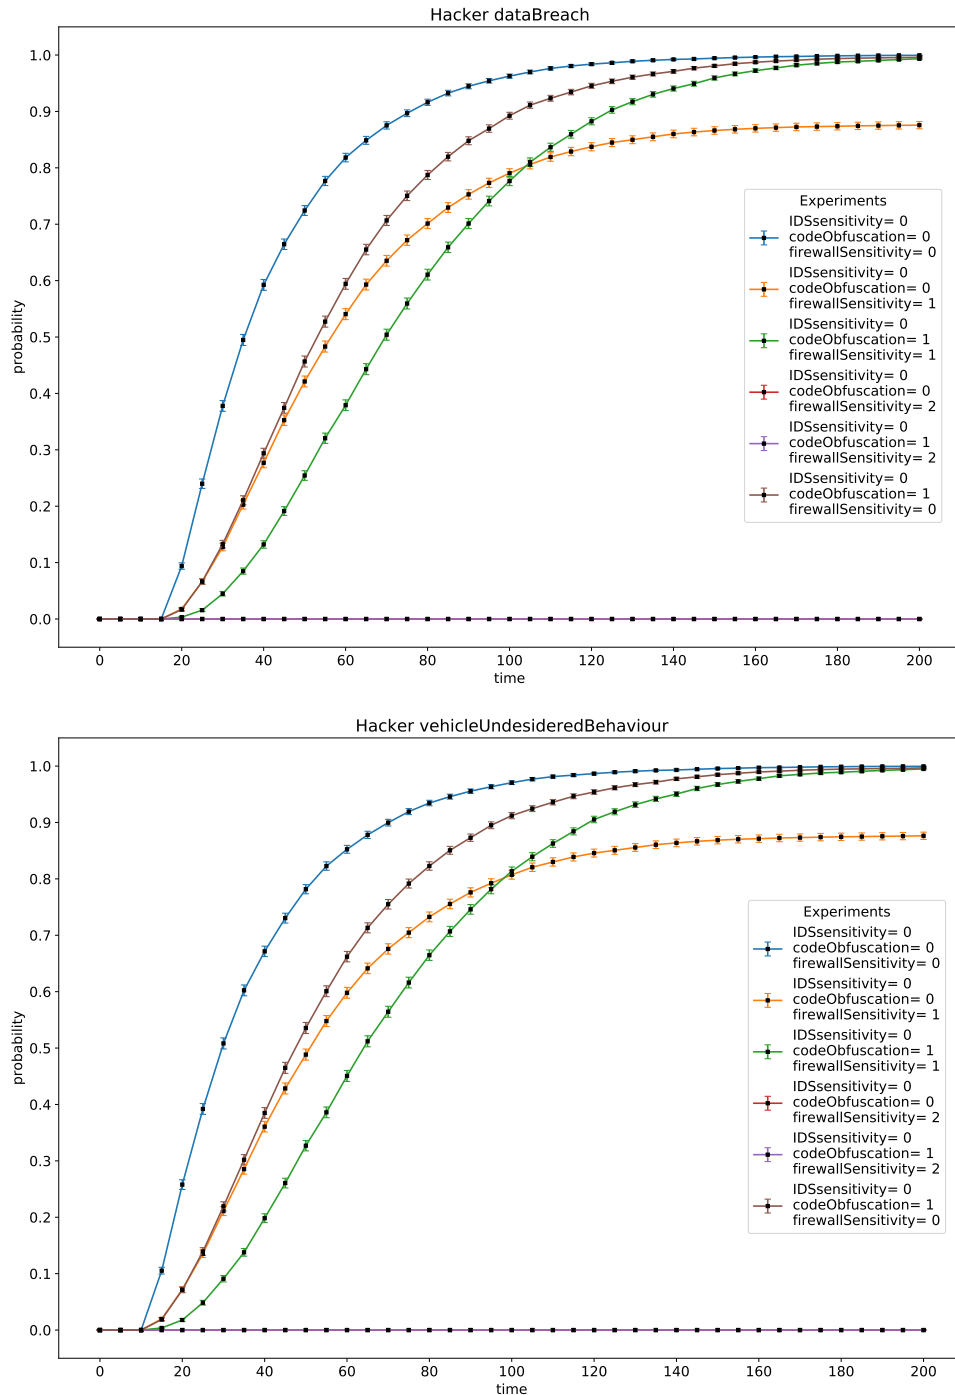 Hacker dataBreach
1.0
0.9
0.8
0.7
0.6
0.5
0.4
0.3
0.2
0.1
0.0
probability
0 20 40 60 80 100 120 140 160 180 200
time
Experiments
IDSsensitivity= 0
codeObfuscation= 0
firewallSensitivity= 0
IDSsensitivity= 0
codeObfuscation= 0
firewallSensitivity= 1
IDSsensitivity= 0
codeObfuscation= 1
firewallSensitivity= 1
IDSsensitivity= 0
codeObfuscation= 0
firewallSensitivity= 2
IDSsensitivity= 0
codeObfuscation= 1
firewallSensitivity= 2
IDSsensitivity= 0
codeObfuscation= 1
firewallSensitivity= 0
Hacker vehicleUndesideredBehaviour
1.0
0.9
0.8
0.7
0.6
0.5
0.4
0.3
0.2
0.1
0.0
probability
0 20 40 60 80 100 120 140 160 180 200
time
Experiments
IDSsensitivity= 0
codeObfuscation= 0
firewallSensitivity= 0
IDSsensitivity= 0
codeObfuscation= 0
firewallSensitivity= 1
IDSsensitivity= 0
codeObfuscation= 1
firewallSensitivity= 1
IDSsensitivity= 0
codeObfuscation= 0
firewallSensitivity= 2
IDSsensitivity= 0
codeObfuscation= 1
firewallSensitivity= 2
IDSsensitivity= 0
codeObfuscation= 1
firewallSensitivity= 0